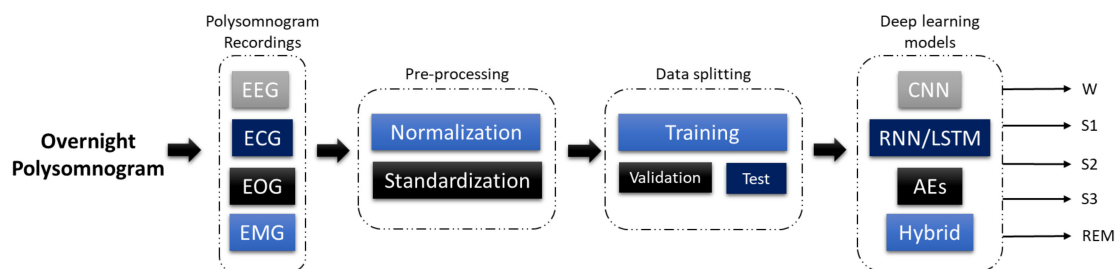 Overnight
Polysomnogram
Polysomnogram
Recordings
EEG
ECG
EOG
EMG
Pre-processing
Normalization
Standardization
Data splitting
Training
Validation
Test
Deep learning
models
CNN
RNN/LSTM
AEs
Hybrid
W
S1
S2
S3
REM